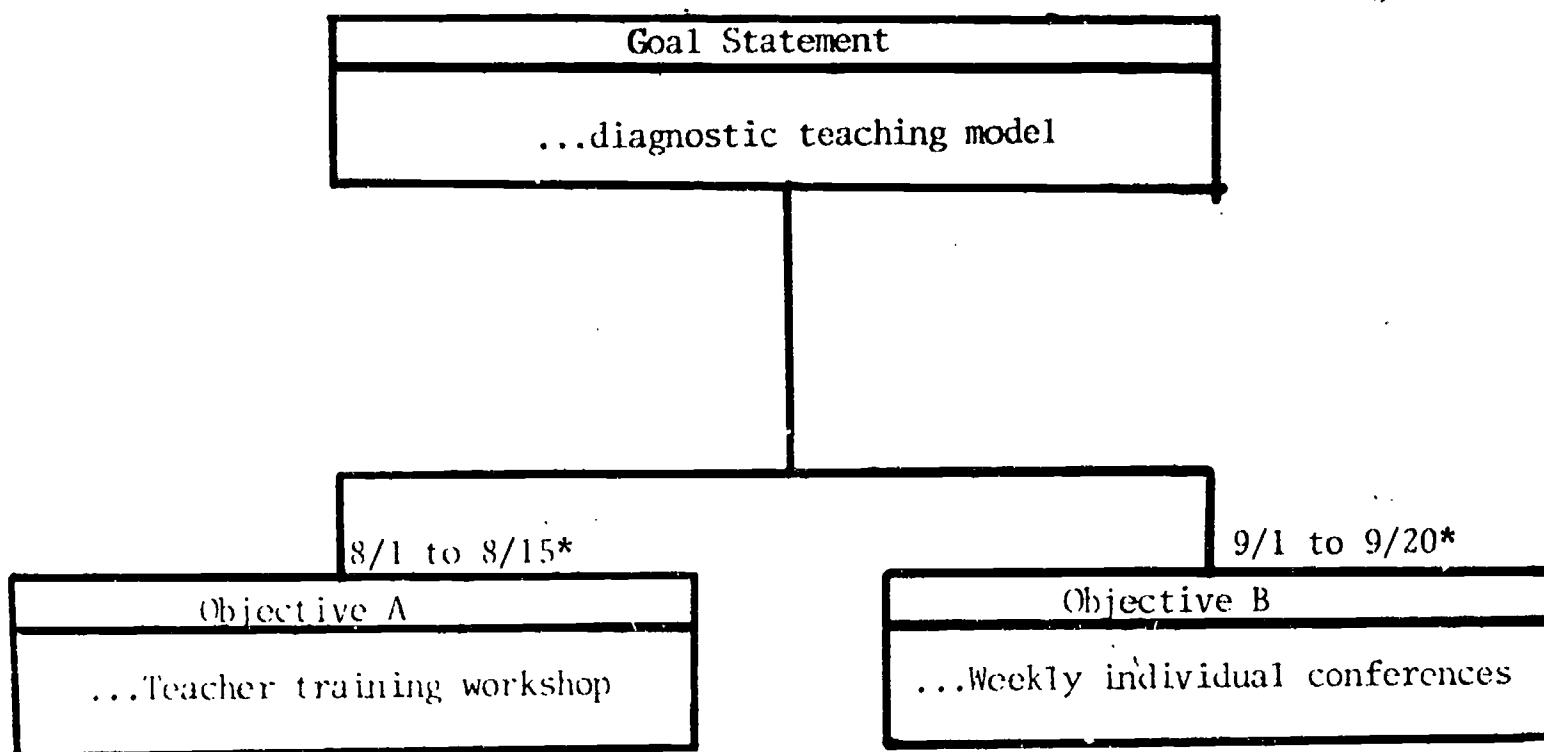 Goal Statement
...diagnostic teaching model
8/1 to 8/15*
9/1 to 9/20*
Objective A
Objective B
...Teacher training workshop
...Weekly individual conferences